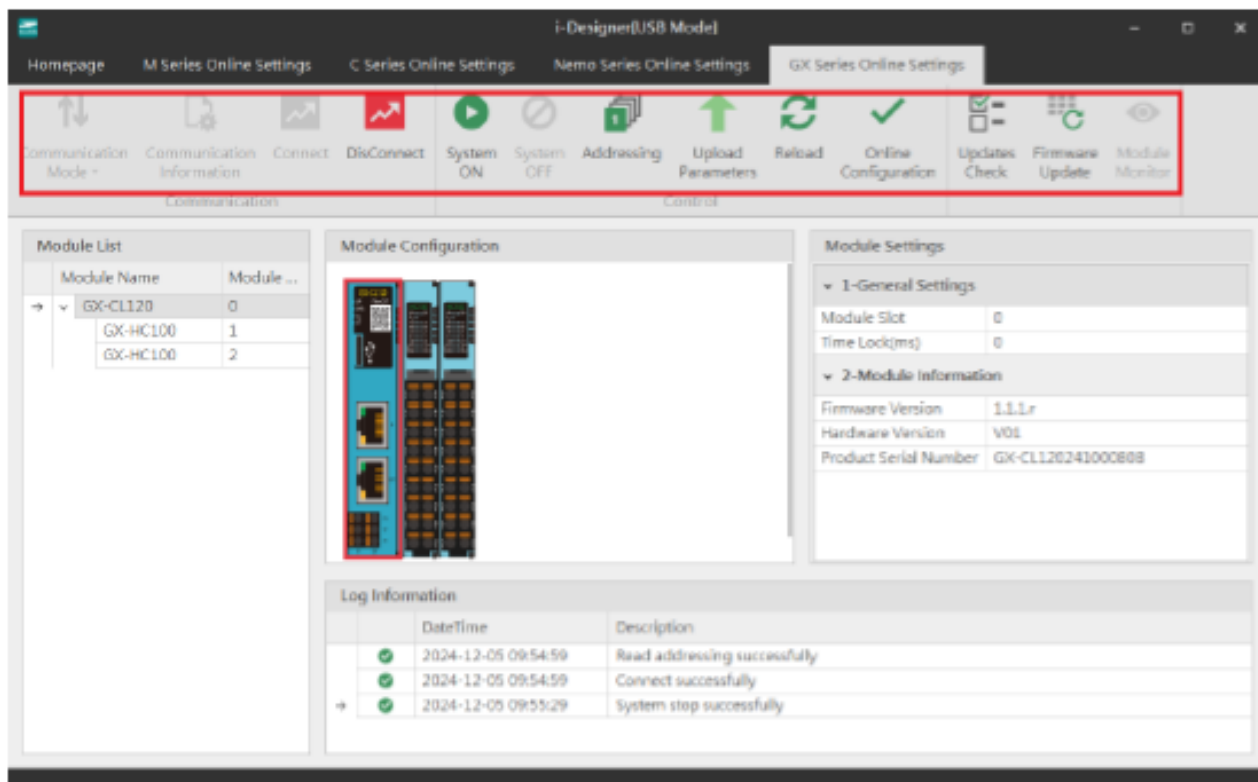 i-Designer[USB Mode]
Homepage M Series Online Settings C Series Online Settings Nemo Series Online Settings GX Series Online Settings
Communication Mode
Communication Information
Connect
DisConnect
System ON
System OFF
Addressing
Upload Parameters
Reload
Online Configuration
Updates Check
Firmware Update
Module Monitor
Communication
Control
Module List
Module Name Module ...
GX-CL120 0
GX-HC100 1
GX-HC100 2
Module Configuration
Module Settings
1-General Settings
Module Slot 0
Time Lock(ms) 0
2-Module Information
Firmware Version 1.1.1.r
Hardware Version V01
Product Serial Number GX-CL120241000808
Log Information
DateTime Description
2024-12-05 09:54:59 Read addressing successfully
2024-12-05 09:54:59 Connect successfully
2024-12-05 09:55:29 System stop successfully